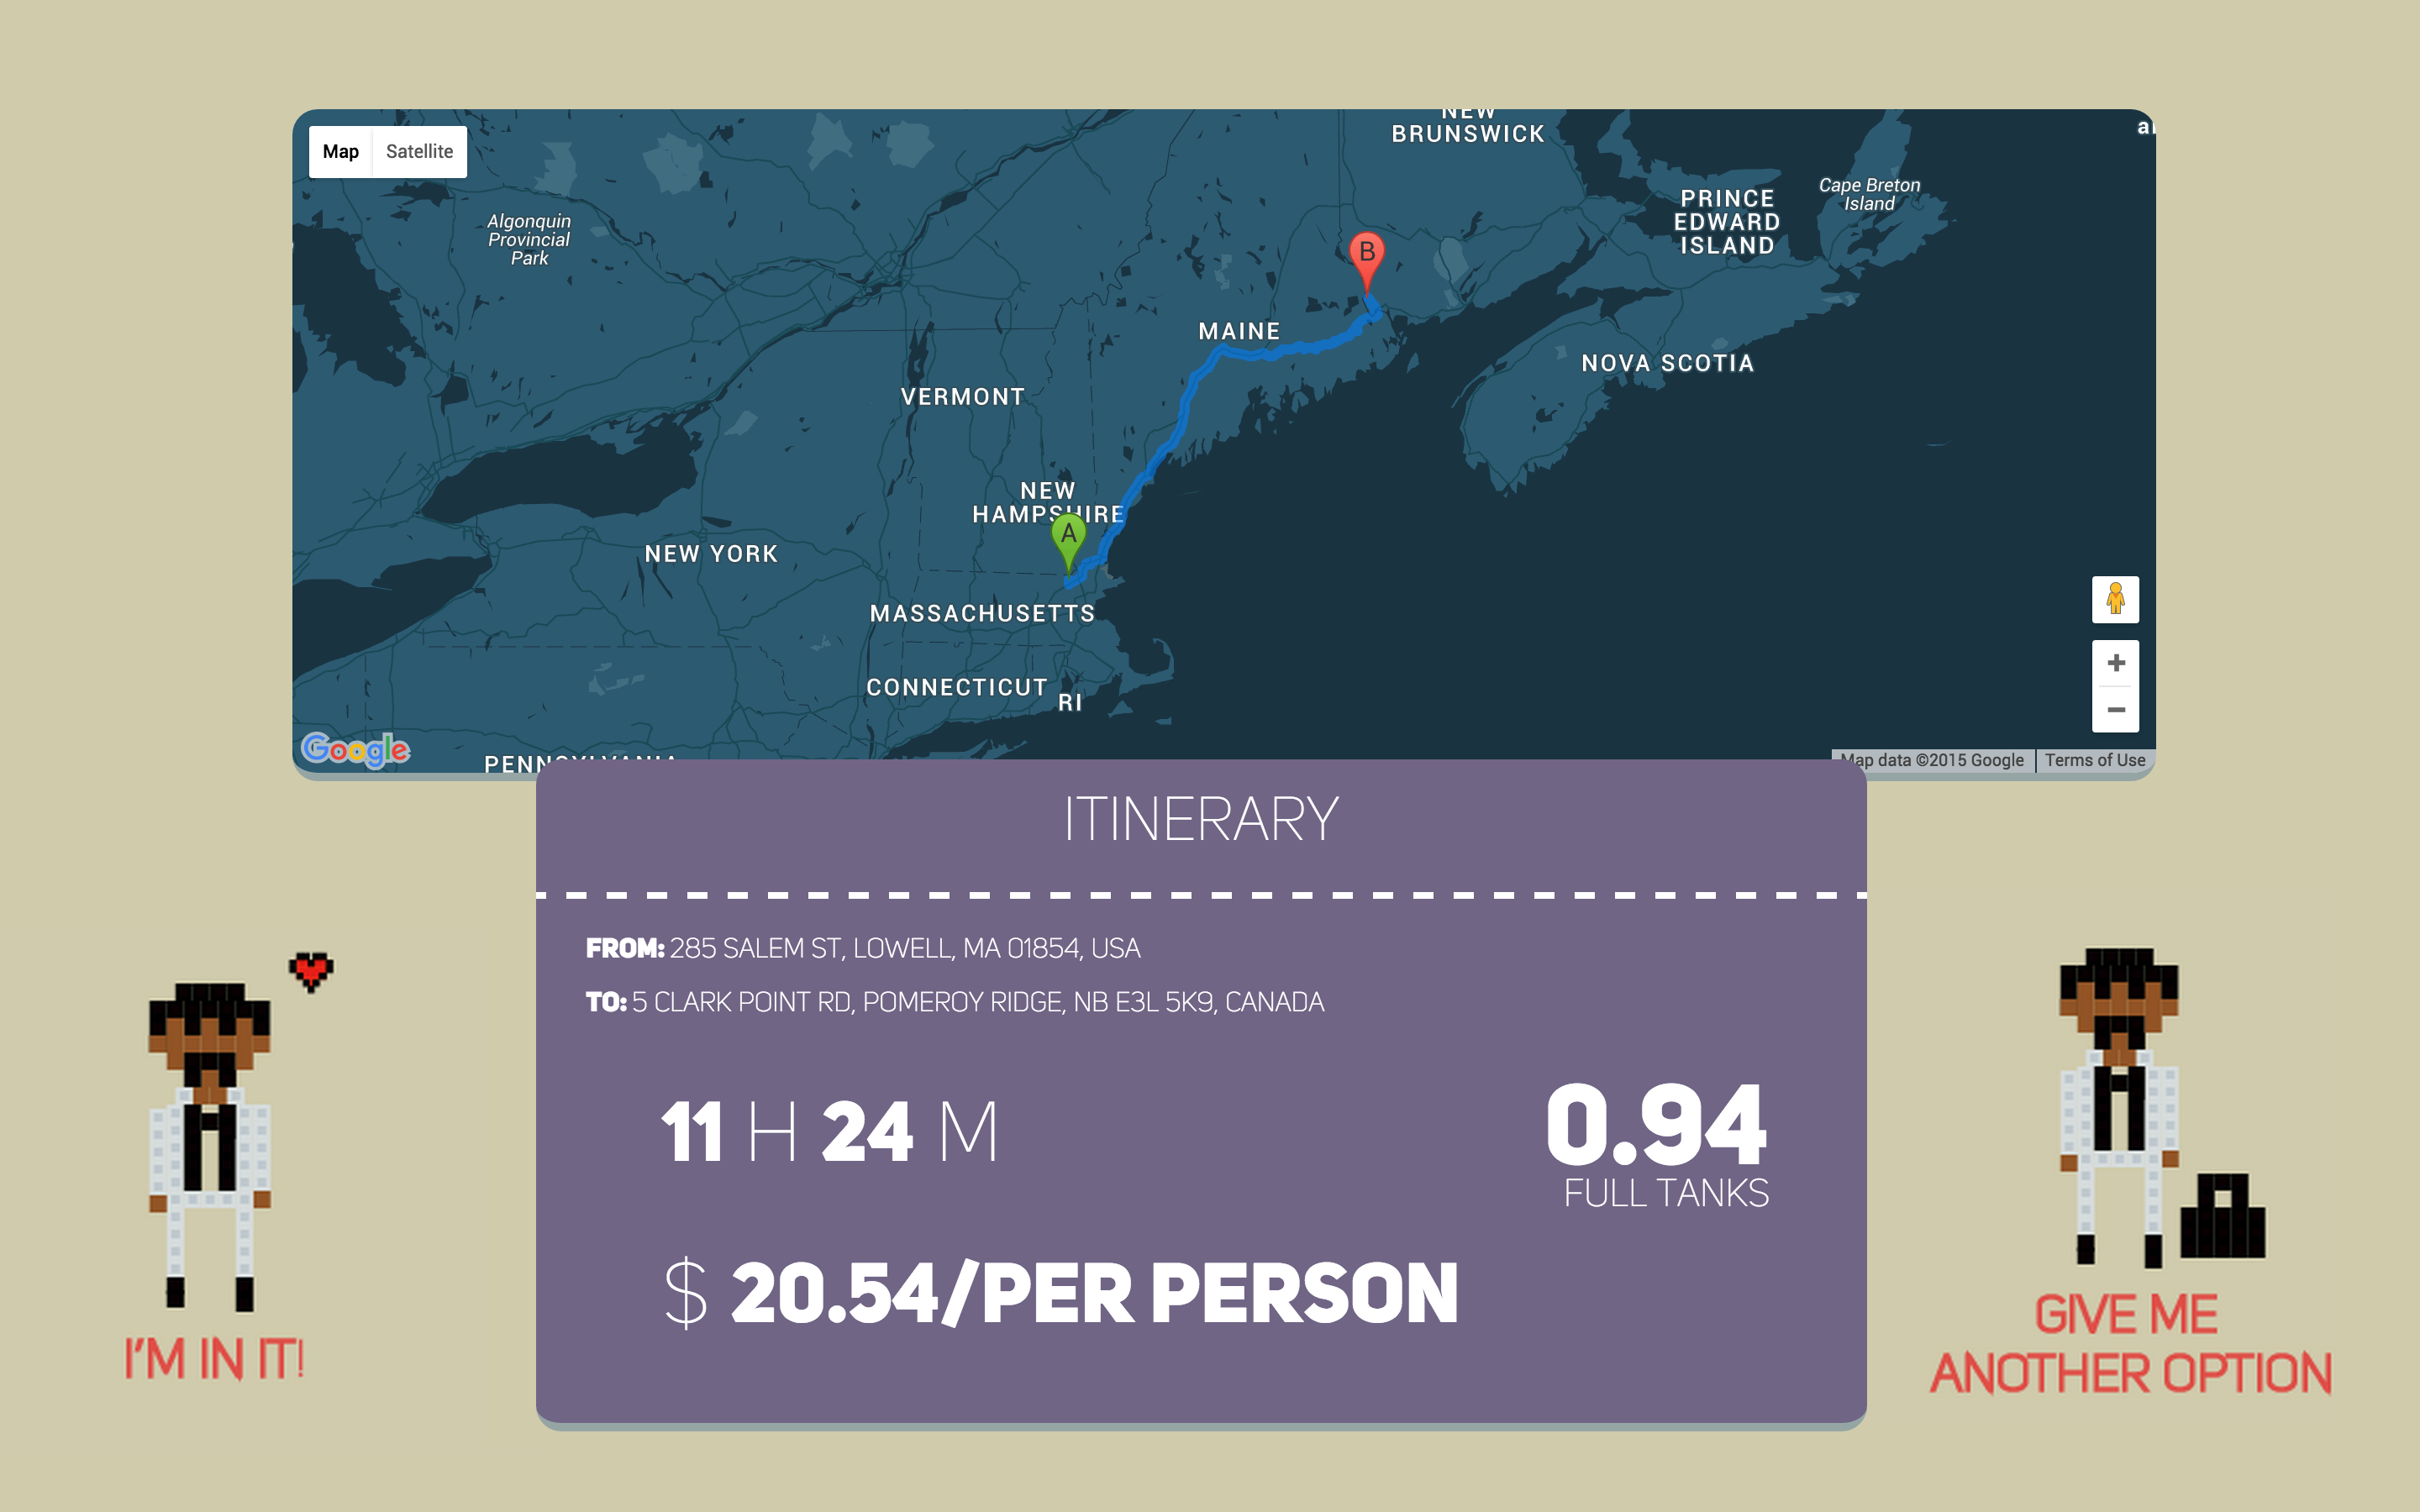 NEW
BRUNSWICK
Map Satellite
Algonquin
Provincial
Park
PRINCE
EDWARD
ISLAND
Cape Breton
Island
B
MAINE
NOVA SCOTIA
VERMONT
NEW
HAMPSHIRE
A
NEW YORK
MASSACHUSETTS
CONNECTICUT
RI
Google
PENNSYLVANIA
Map data ©2015 Google
Terms of Use
ITINERARY
FROM: 285 SALEM ST, LOWELL, MA 01854, USA
TO: 5 CLARK POINT RD, POMEROY RIDGE, NB E3L 5K9, CANADA
11 H 24 M
0.94
FULL TANKS
$ 20.54/PER PERSON
I'M IN IT!
GIVE ME
ANOTHER OPTION